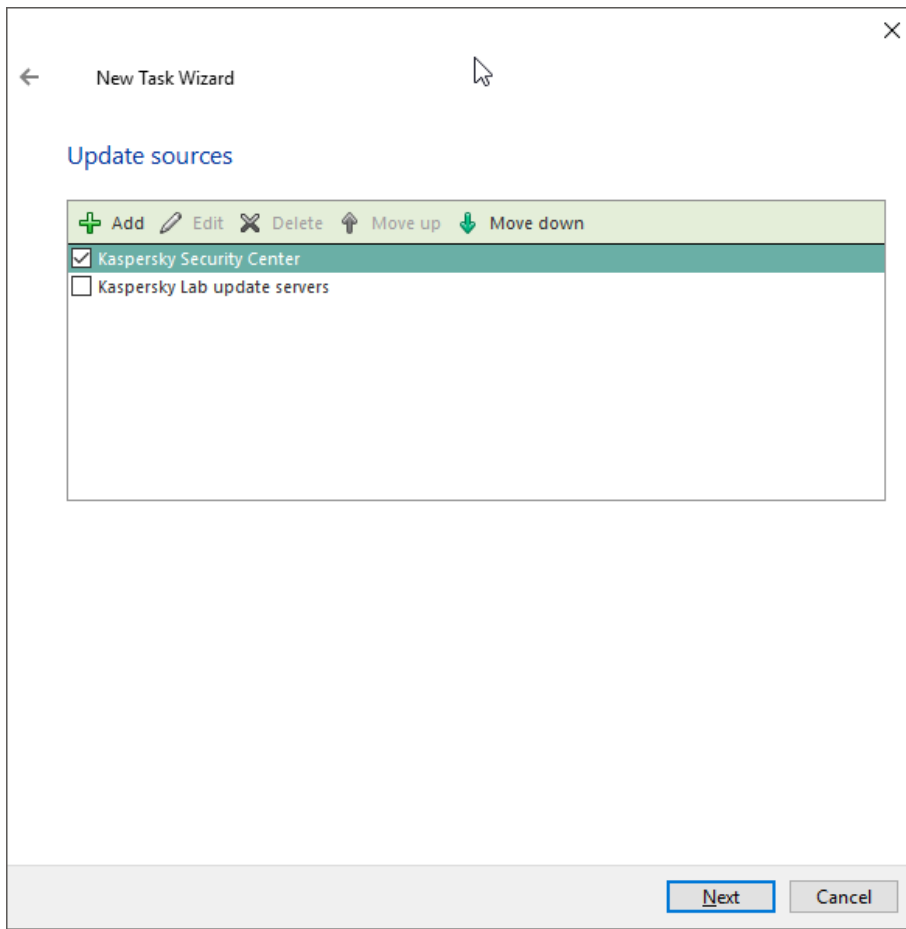 New Task Wizard
Update sources
Add Edit Delete Move up Move down
Kaspersky Security Center
Kaspersky Lab update servers
Next Cancel